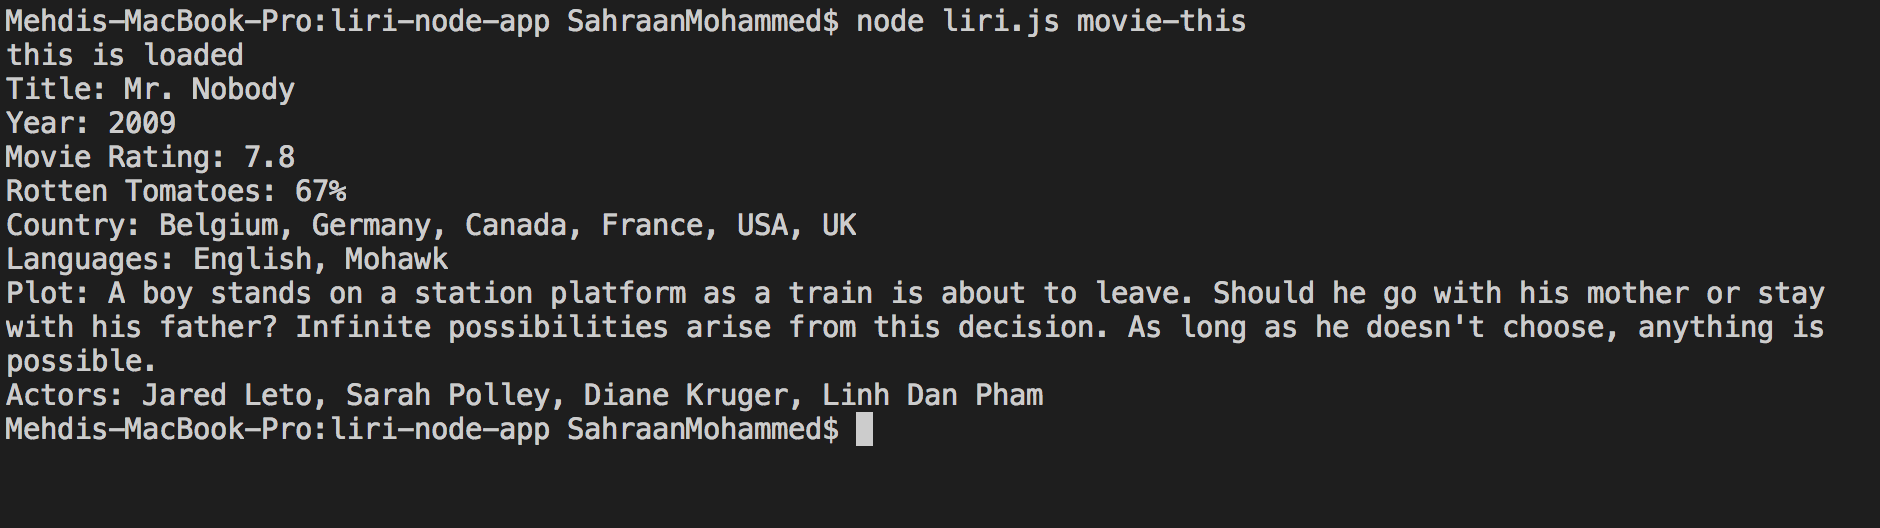 Mehdis-MacBook-Pro:liri-node-app SahraanMohammed$ node liri.js movie-this
this is loaded
Title: Mr. Nobody
Year: 2009
Movie Rating: 7.8
Rotten Tomatoes: 67%
Country: Belgium, Germany, Canada, France, USA, UK
Languages: English, Mohawk
Plot: A boy stands on a station platform as a train is about to leave. Should he go with his mother or stay
with his father? Infinite possibilities arise from this decision. As long as he doesn't choose, anything is
possible.
Actors: Jared Leto, Sarah Polley, Diane Kruger, Linh Dan Pham
Mehdis-MacBook-Pro:liri-node-app SahraanMohammed$